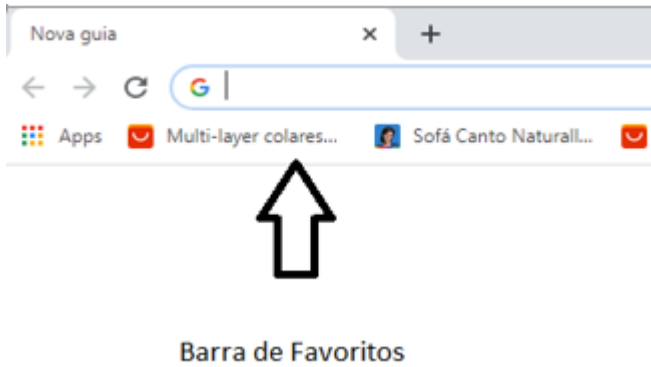 Nova guia
Apps Multi-layer colares... Sofá Canto Naturall...
Barra de Favoritos